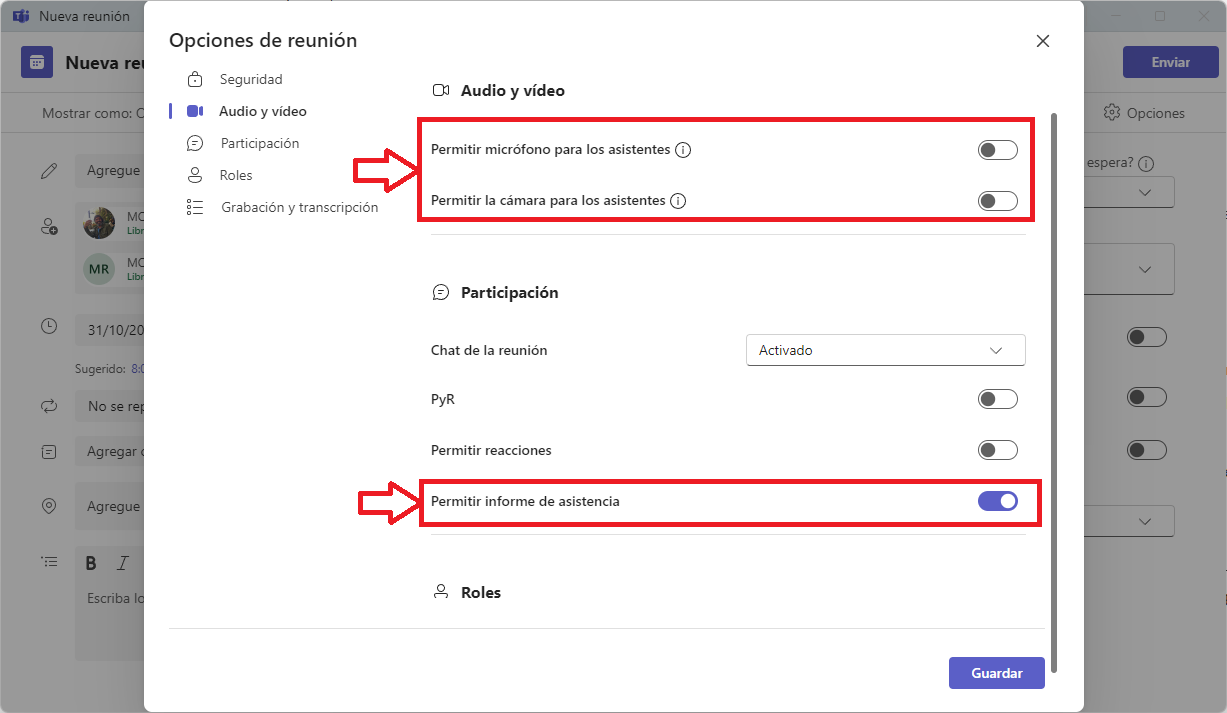 Nueva reunión
Opciones de reunión
Nueva reu
Enviar
Seguridad
Audio y vídeo
Participación
Roles
Grabación y transcripción
Mostrar como:
Opciones
Audio y vídeo
Permitir micrófono para los asistentes
Permitir la cámara para los asistentes
espera?
Agregue
MC
Libr
MR
MC
Libr
Participación
31/10/20
Chat de la reunión
Activado
Sugerido: 8:0
PyR
No se rep
Permitir reacciones
Agregar
Permitir informe de asistencia
Agregue
B I
Escriba lo
Roles
Guardar